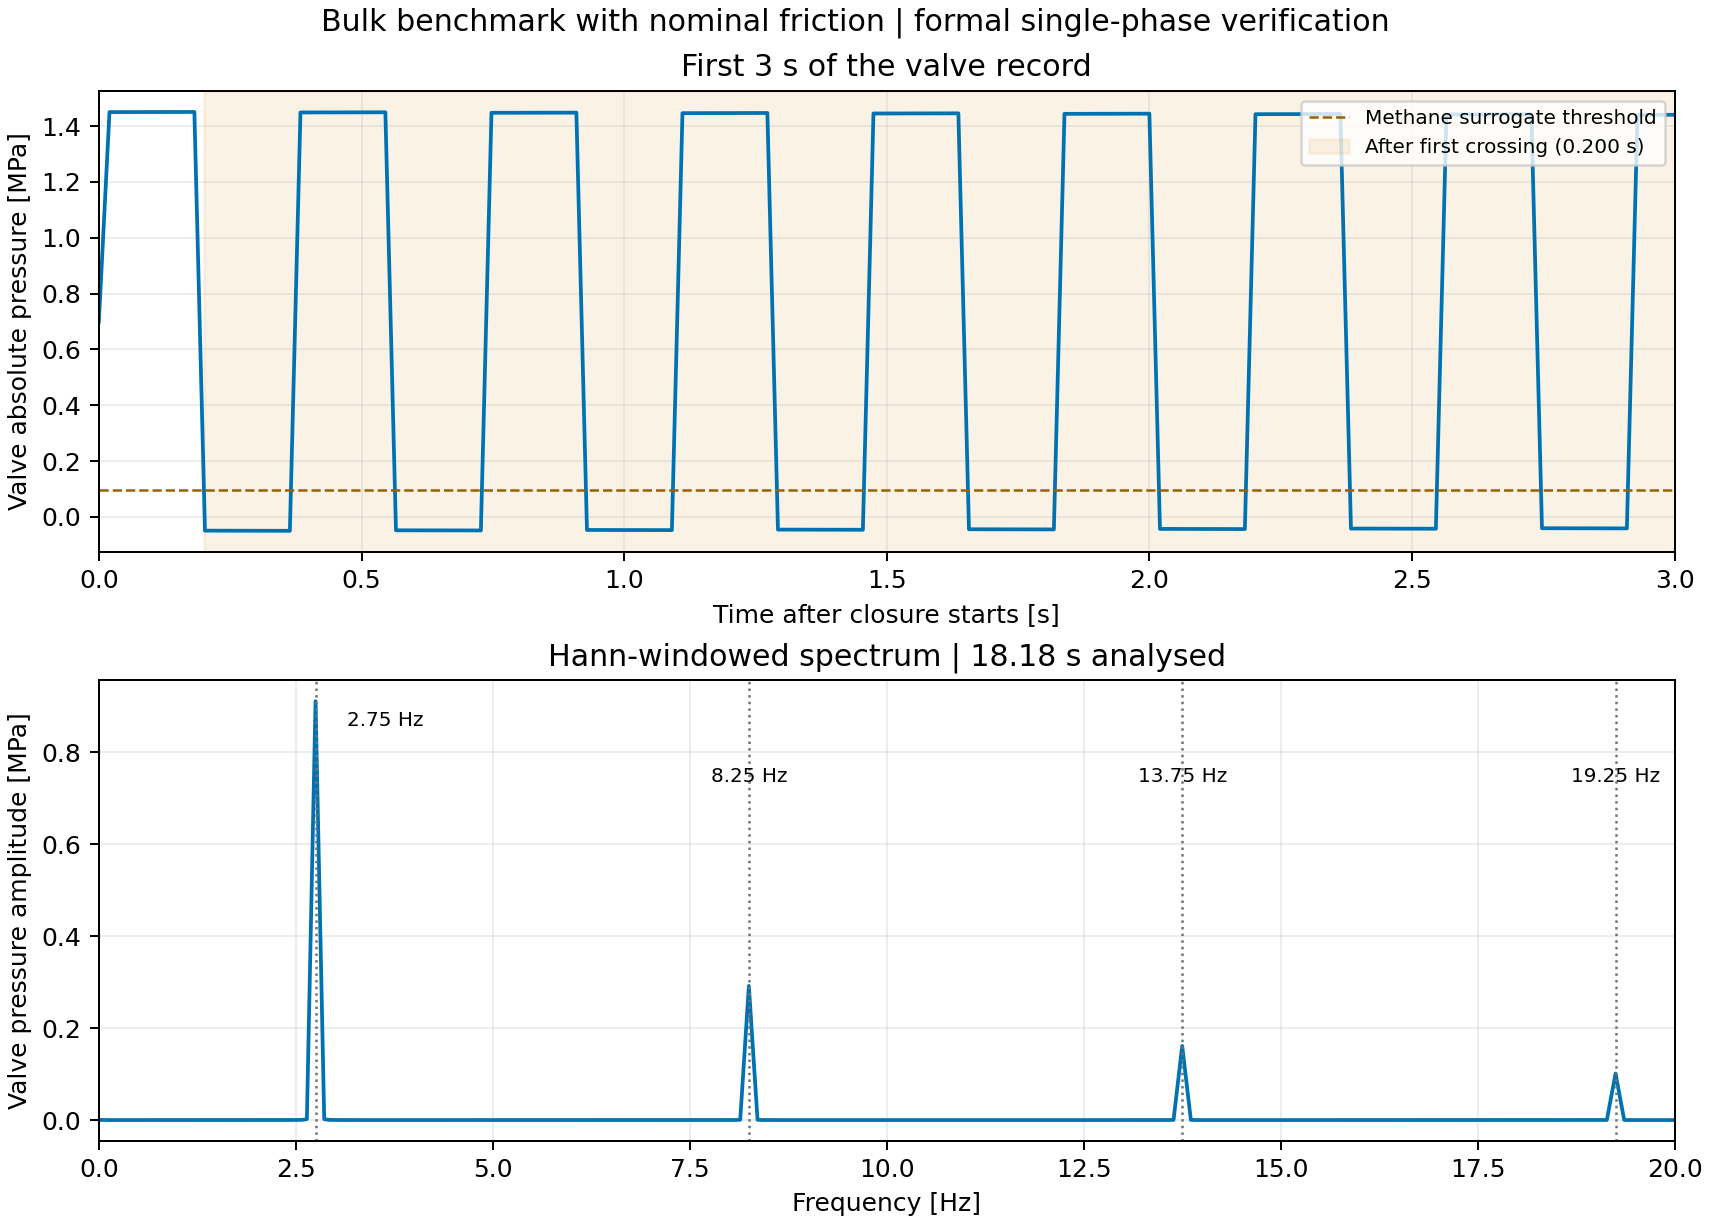 Bulk benchmark with nominal friction | formal single-phase verification
First 3 s of the valve record
Valve absolute pressure [MPa]
1.4
1.2
1.0
0.8
0.6
0.4
0.2
0.0
Methane surrogate threshold
After first crossing (0.200 s)
0.0 0.5 1.0 1.5 2.0 2.5 3.0
Time after closure starts [s]
Hann-windowed spectrum | 18.18 s analysed
Valve pressure amplitude [MPa]
0.8
0.6
0.4
0.2
0.0
2.75 Hz
8.25 Hz
13.75 Hz
19.25 Hz
0.0 2.5 5.0 7.5 10.0 12.5 15.0 17.5 20.0
Frequency [Hz]